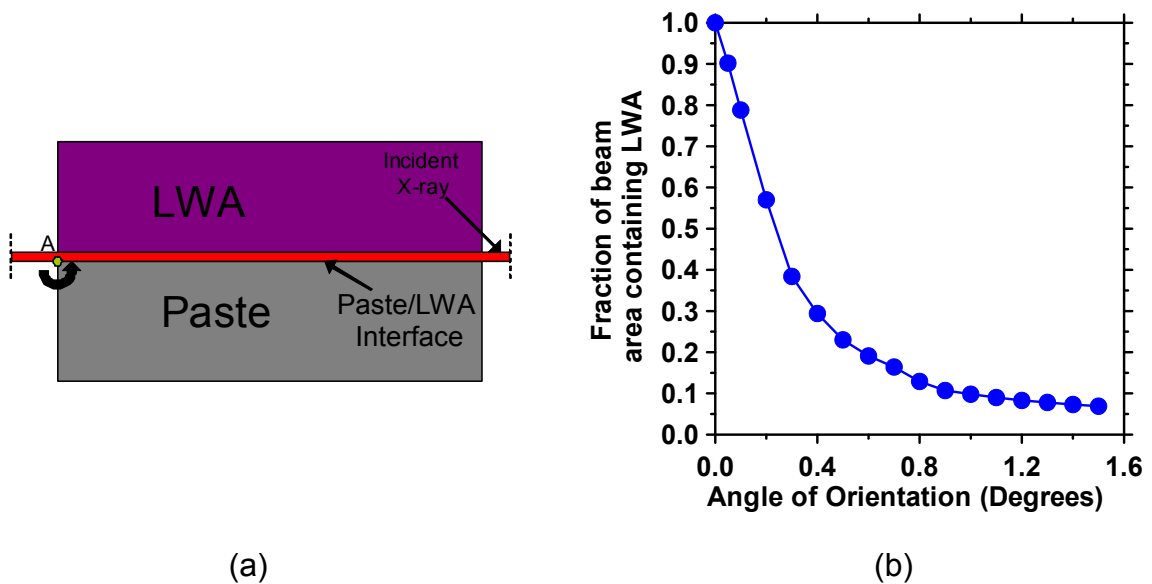 LWA
Incident
X-ray
A
Paste
Paste/LWA
Interface
(a)
Fraction of beam
area containing LWA
1.0
0.9
0.8
0.7
0.6
0.5
0.4
0.3
0.2
0.1
0.0
0.0 0.4 0.8 1.2 1.6
Angle of Orientation (Degrees)
(b)